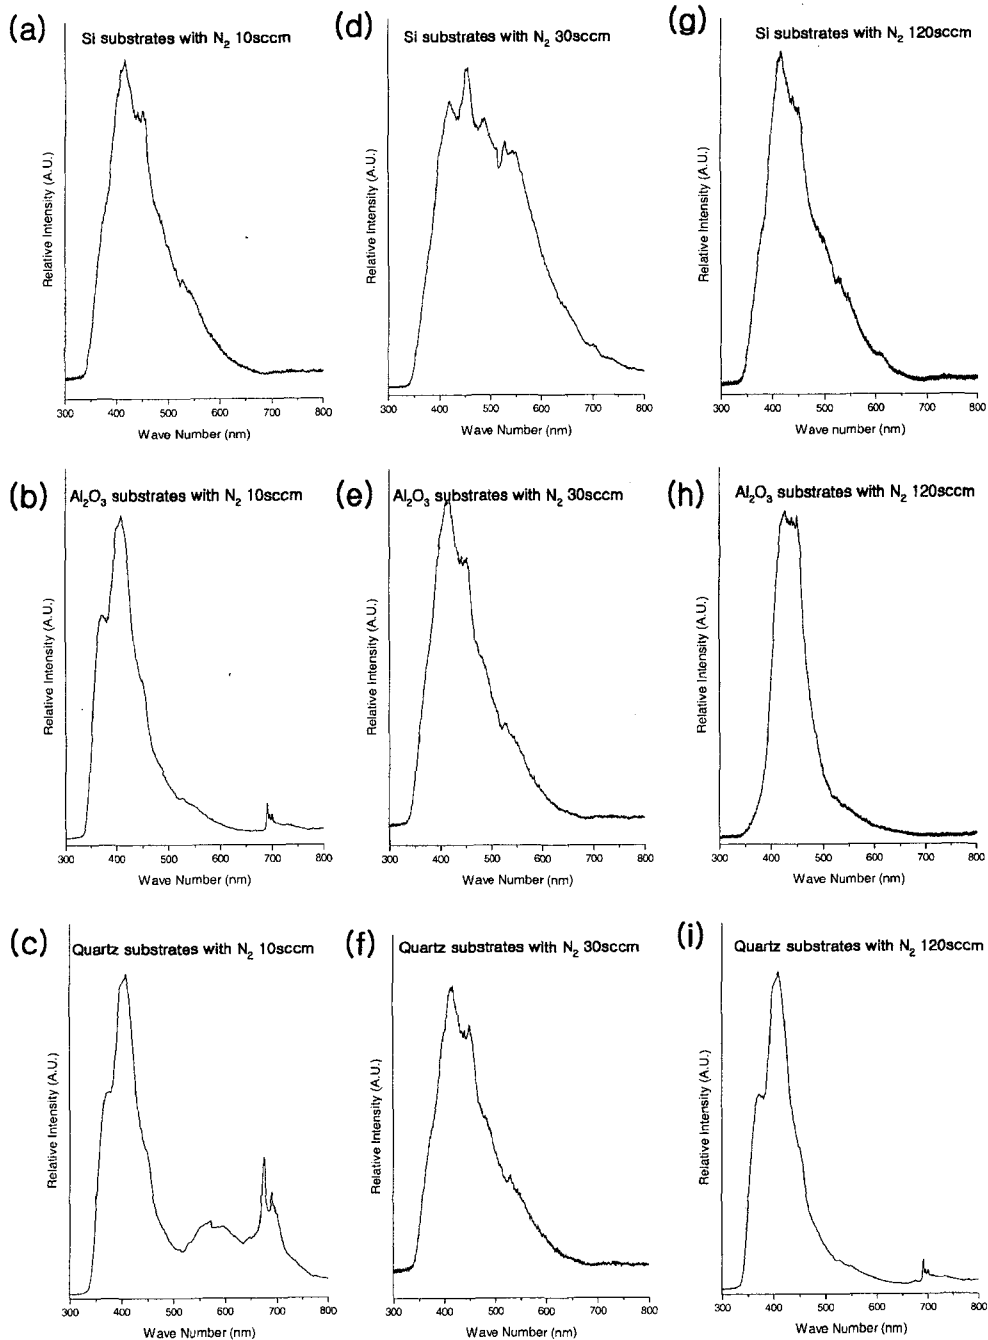 (a)
Si substrates with N₂ 10sccm
Relative Intensity (A.U.)
300 400 500 600 700 800
Wave Number (nm)
(d)
Si substrates with N₂ 30sccm
Relative Intensity (A.U.)
300 400 500 600 700 800
Wave Number (nm)
(g)
Si substrates with N₂ 120sccm
Relative Intensity (A.U.)
300 400 500 600 700 800
Wave number (nm)
(b)
Al₂O₃ substrates with N₂ 10sccm
Relative Intensity (A.U.)
300 400 500 600 700 800
Wave Number (nm)
(e)
Al₂O₃ substrates with N₂ 30sccm
Relative Intensity (A.U.)
300 400 500 600 700 800
Wave Number (nm)
(h)
Al₂O₃ substrates with N₂ 120sccm
Relative Intensity (A.U.)
300 400 500 600 700 800
Wave Number (nm)
(c)
Quartz substrates with N₂ 10sccm
Relative Intensity (A.U.)
300 400 500 600 700 800
Wave Number (nm)
(f)
Quartz substrates with N₂ 30sccm
Relative Intensity (A.U.)
300 400 500 600 700 800
Wave Number (nm)
(i)
Quartz substrates with N₂ 120sccm
Relative Intensity (A.U.)
300 400 500 600 700 800
Wave Number (nm)